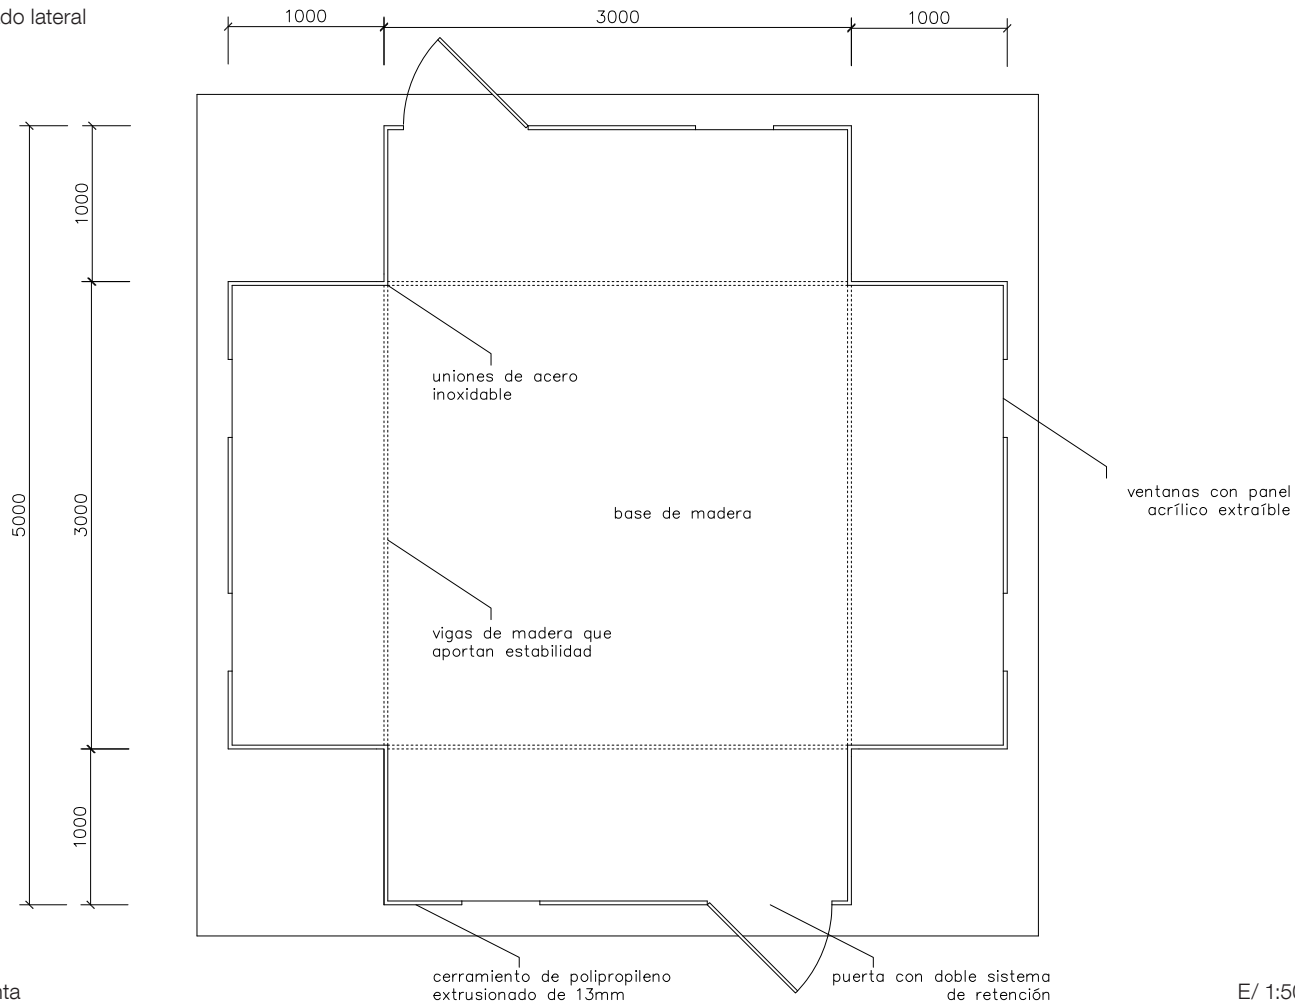 do lateral
1000
3000
1000
1000
5000
3000
1000
uniones de acero
inoxidable
ventanas con panel
acrílico extraíble
base de madera
vigas de madera que
aportan estabilidad
cerramiento de polipropileno
extrusionado de 13mm
puerta con doble sistema
de retención
nta
E/ 1:50